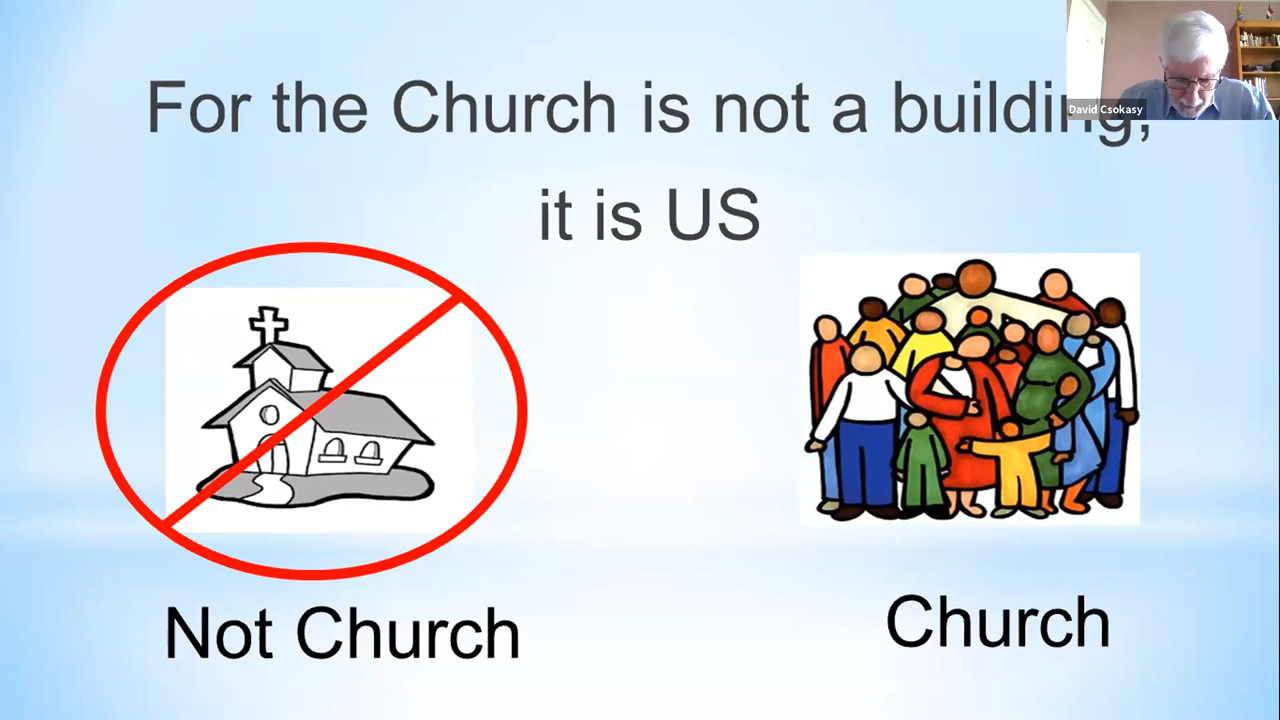 For the Church is not a building,
David Csokasy
it is US
Not Church
Church